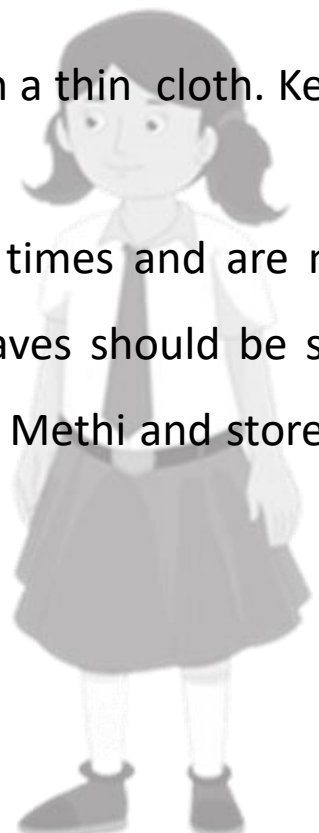 a thin cloth. Ke
times and are
aves should be s
Methi and store